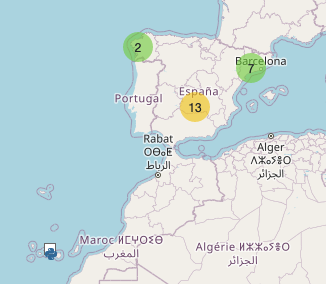 2
Barcelona
7
España
Portugal
13
Rabat
ⵔⴱⴰⵟ
الرباط
Alger
ⴷⵣⴰⵢⴻⵔ
الجزائر
Maroc ⵍⵎⵖⵔⵉⴱ
المغرب
Algérie ⵍⵣⵣⴰⵢⴻⵔ
الجزائر